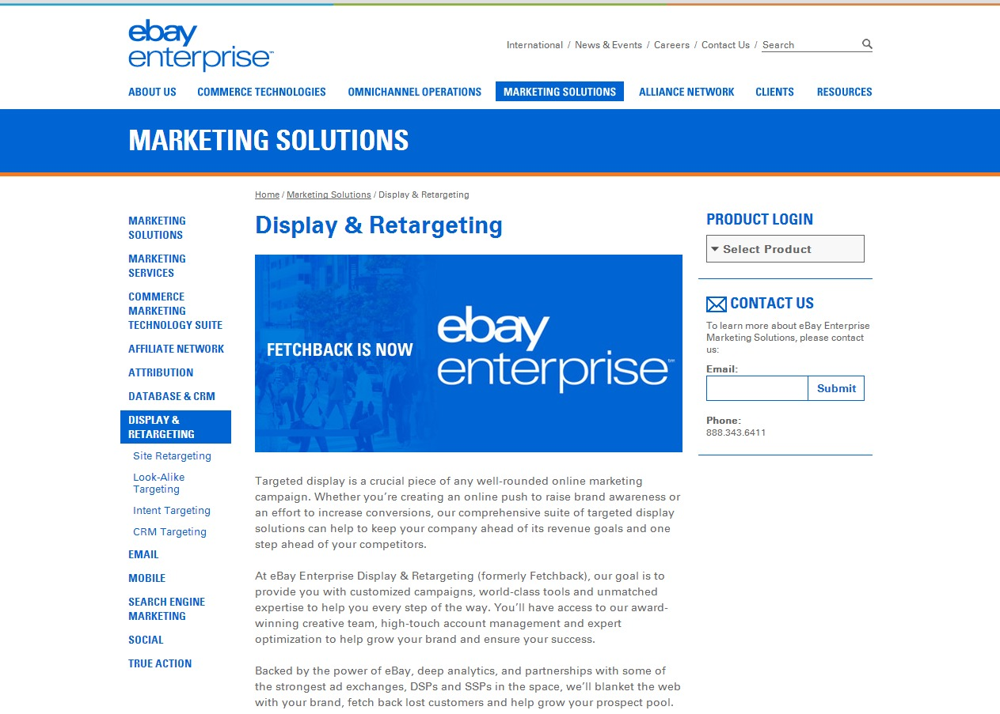 ebay
enterprise™
International / News & Events / Careers / Contact Us / Search
ABOUT US COMMERCE TECHNOLOGIES OMNICHANNEL OPERATIONS MARKETING SOLUTIONS ALLIANCE NETWORK CLIENTS RESOURCES
MARKETING SOLUTIONS
Home / Marketing Solutions / Display & Retargeting
MARKETING
SOLUTIONS
MARKETING
SERVICES
COMMERCE
MARKETING
TECHNOLOGY SUITE
AFFILIATE NETWORK
ATTRIBUTION
DATABASE & CRM
DISPLAY &
RETARGETING
Site Retargeting
Look-Alike
Targeting
Intent Targeting
CRM Targeting
EMAIL
MOBILE
SEARCH ENGINE
MARKETING
SOCIAL
TRUE ACTION
Display & Retargeting
FETCHBACK IS NOW
ebay
enterprise™
Targeted display is a crucial piece of any well-rounded online marketing
campaign. Whether you’re creating an online push to raise brand awareness or
an effort to increase conversions, our comprehensive suite of targeted display
solutions can help to keep your company ahead of its revenue goals and one
step ahead of your competitors.
At eBay Enterprise Display & Retargeting (formerly Fetchback), our goal is to
provide you with customized campaigns, world-class tools and unmatched
expertise to help you every step of the way. You’ll have access to our award-
winning creative team, high-touch account management and expert
optimization to help grow your brand and ensure your success.
Backed by the power of eBay, deep analytics, and partnerships with some of
the strongest ad exchanges, DSPs and SSPs in the space, we’ll blanket the web
with your brand, fetch back lost customers and help grow your prospect pool.
PRODUCT LOGIN
Select Product
CONTACT US
To learn more about eBay Enterprise
Marketing Solutions, please contact
us:
Email:
Submit
Phone:
888.343.6411